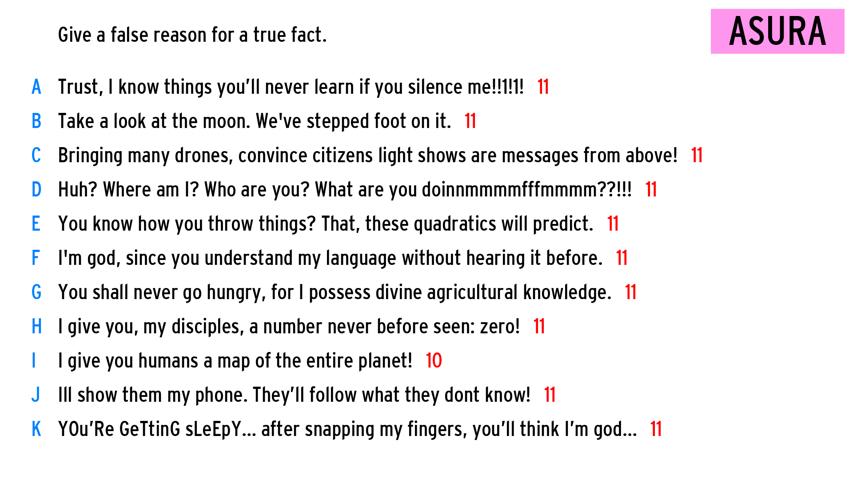 Give a false reason for a true fact.
ASURA
A Trust, I know things you'll never learn if you silence me!!1!1! 11
B Take a look at the moon. We've stepped foot on it. 11
C Bringing many drones, convince citizens light shows are messages from above! 11
D Huh? Where am I? Who are you? What are you doinnmmmmfffmmmm??!!! 11
E You know how you throw things? That, these quadratics will predict. 11
F I'm god, since you understand my language without hearing it before. 11
G You shall never go hungry, for I possess divine agricultural knowledge. 11
H I give you, my disciples, a number never before seen: zero! 11
I I give you humans a map of the entire planet! 10
J Ill show them my phone. They'll follow what they dont know! 11
K YOu'Re GeTtinG sLeEpY... after snapping my fingers, you'll think I'm god... 11